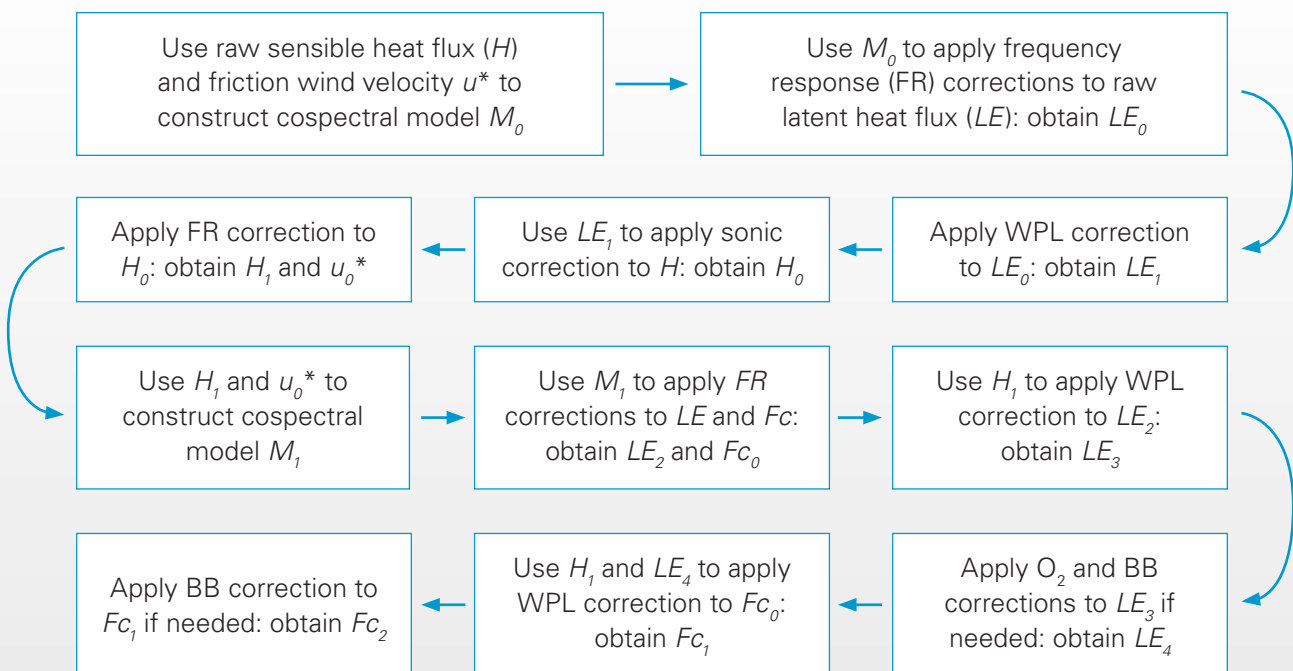 Use raw sensible heat flux (H)
and friction wind velocity u* to
construct cospectral model M₀
Use M₀ to apply frequency
response (FR) corrections to raw
latent heat flux (LE): obtain LE₀
Apply WPL correction
to LE₀: obtain LE₁
Use LE₁ to apply sonic
correction to H: obtain H₀
Apply FR correction to
H₀: obtain H₁ and u₀*
Use H₁ and u₀* to
construct cospectral
model M₁
Use M₁ to apply FR
corrections to LE and Fc:
obtain LE₂ and Fc₀
Use H₁ to apply WPL
correction to LE₂:
obtain LE₃
Apply O₂ and BB
corrections to LE₃ if
needed: obtain LE₄
Use H₁ and LE₄ to apply
WPL correction to Fc₀:
obtain Fc₁
Apply BB correction to
Fc₁ if needed: obtain Fc₂